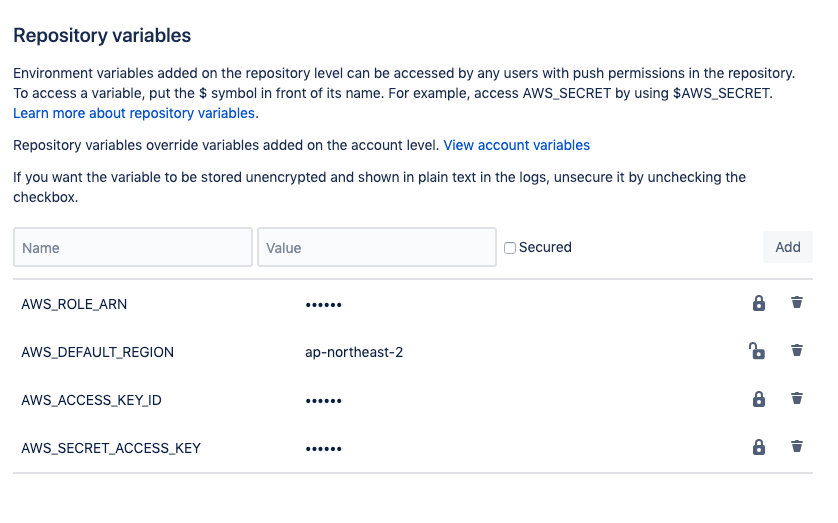 Repository variables
Environment variables added on the repository level can be accessed by any users with push permissions in the repository.
To access a variable, put the $ symbol in front of its name. For example, access AWS_SECRET by using $AWS_SECRET.
Learn more about repository variables.
Repository variables override variables added on the account level. View account variables
If you want the variable to be stored unencrypted and shown in plain text in the logs, unsecure it by unchecking the
checkbox.
Name Value Secured Add
AWS_ROLE_ARN ••••••
AWS_DEFAULT_REGION ap-northeast-2
AWS_ACCESS_KEY_ID ••••••
AWS_SECRET_ACCESS_KEY ••••••